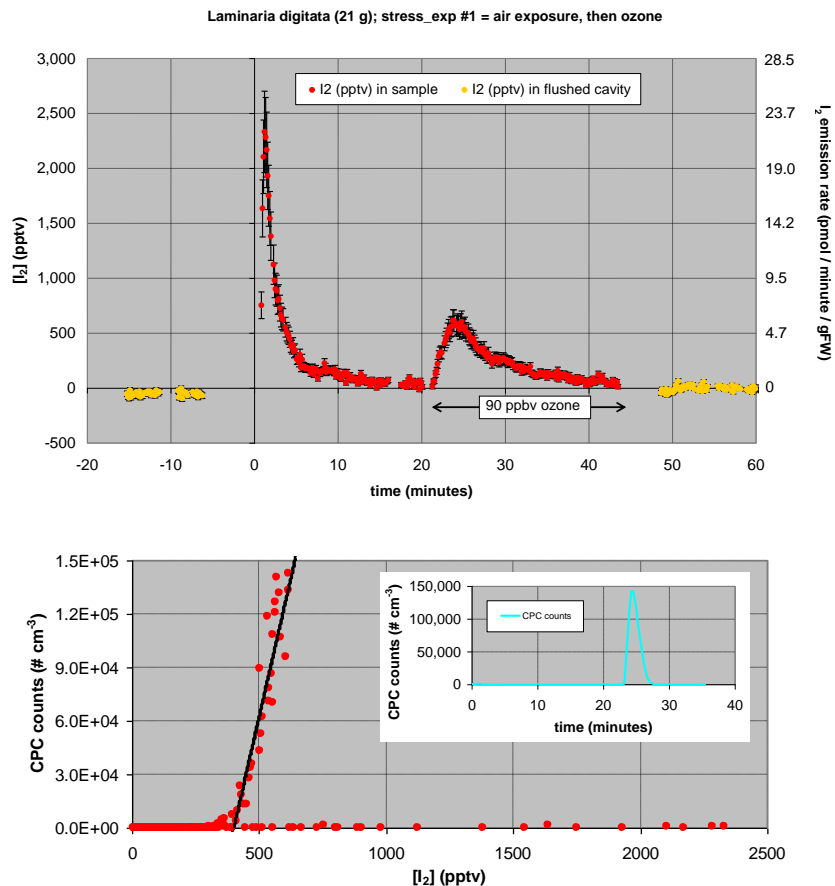 Laminaria digitata (21 g); stress_exp #1 = air exposure, then ozone
3,000
2,500
2,000
1,500
1,000
500
0
-500
[I₂] (pptv)
I2 (pptv) in sample
I2 (pptv) in flushed cavity
28.5
23.7
19.0
14.2
9.5
4.7
0
I₂ emission rate (pmol / minute / gFW)
90 ppbv ozone
-20 -10 0 10 20 30 40 50 60
time (minutes)
1.5E+05
1.2E+05
9.0E+04
6.0E+04
3.0E+04
0.0E+00
CPC counts (# cm⁻³)
150,000
100,000
50,000
0
CPC counts (# cm⁻³)
CPC counts
0 10 20 30 40
time (minutes)
0 500 1000 1500 2000 2500
[I₂] (pptv)